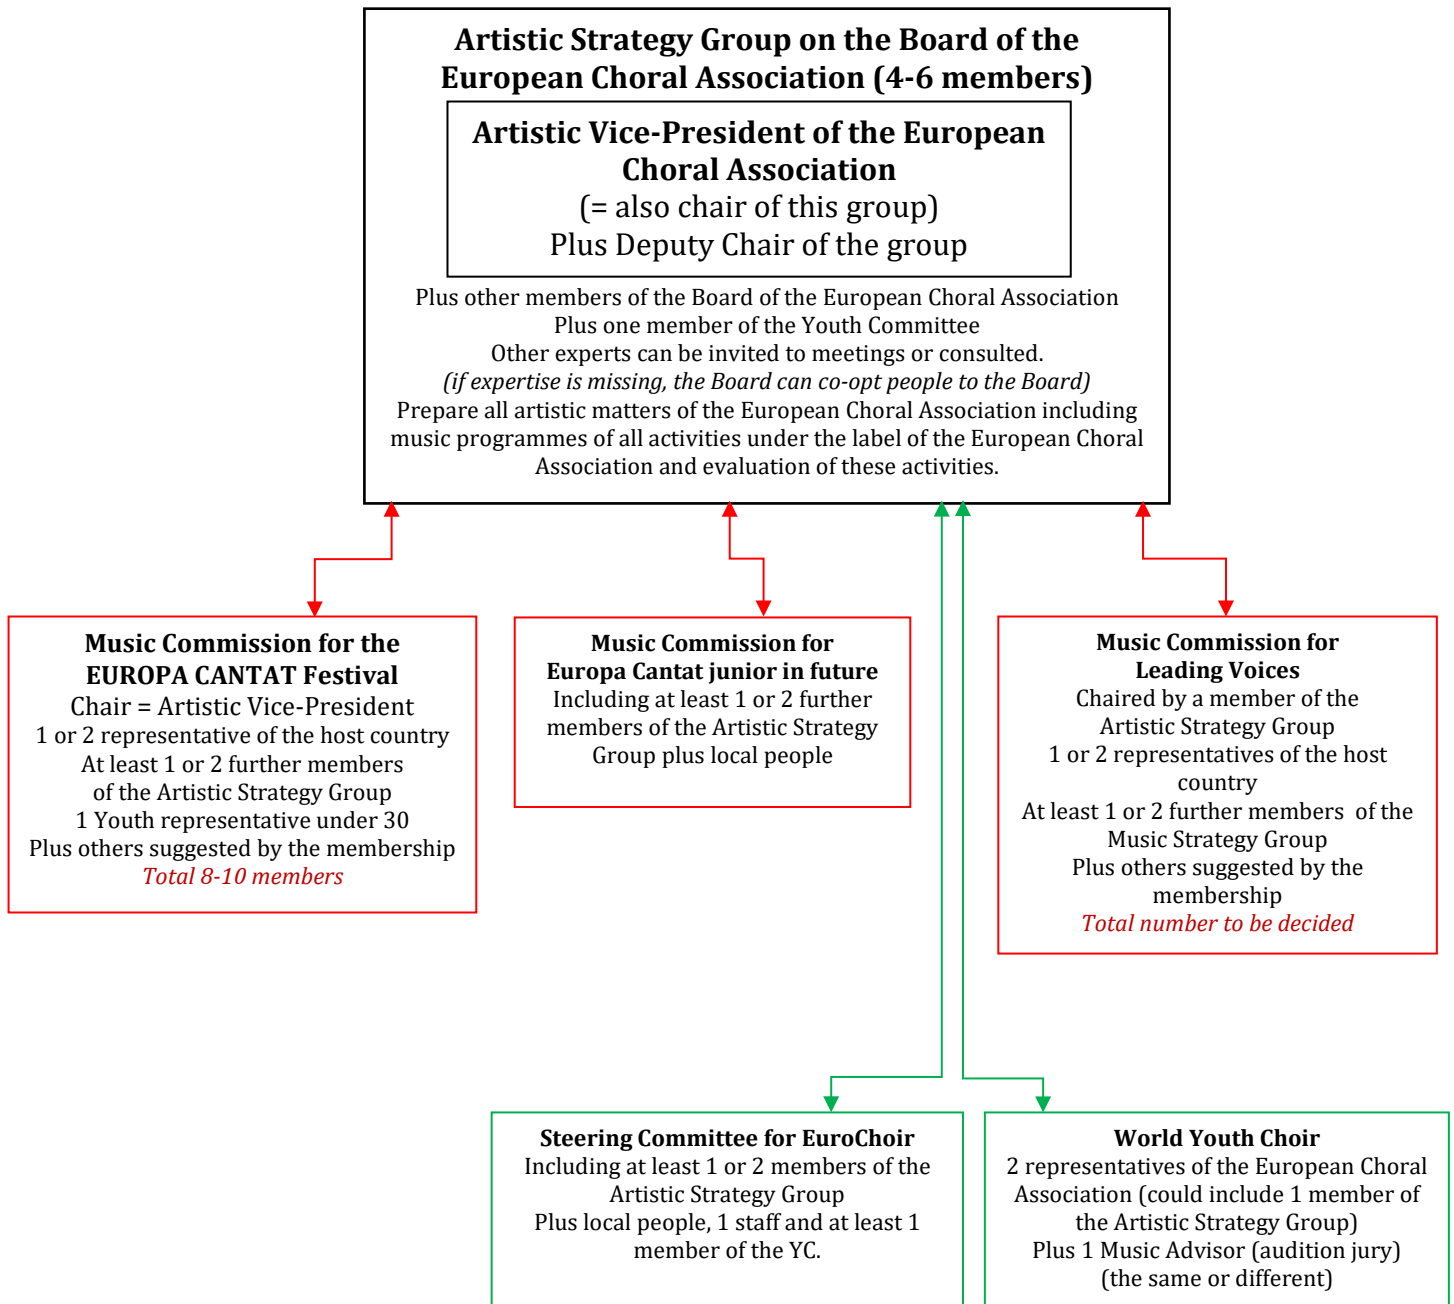 Artistic Strategy Group on the Board of the
European Choral Association (4-6 members)
Artistic Vice-President of the European
Choral Association
(= also chair of this group)
Plus Deputy Chair of the group
Plus other members of the Board of the European Choral Association
Plus one member of the Youth Committee
Other experts can be invited to meetings or consulted.
(if expertise is missing, the Board can co-opt people to the Board)
Prepare all artistic matters of the European Choral Association including
music programmes of all activities under the label of the European Choral
Association and evaluation of these activities.
Music Commission for the
EUROPA CANTAT Festival
Chair = Artistic Vice-President
1 or 2 representative of the host country
At least 1 or 2 further members
of the Artistic Strategy Group
1 Youth representative under 30
Plus others suggested by the membership
Total 8-10 members
Music Commission for
Europa Cantat junior in future
Including at least 1 or 2 further
members of the Artistic Strategy
Group plus local people
Music Commission for
Leading Voices
Chaired by a member of the
Artistic Strategy Group
1 or 2 representatives of the host
country
At least 1 or 2 further members  of the
Music Strategy Group
Plus others suggested by the
membership
Total number to be decided
Steering Committee for EuroChoir
Including at least 1 or 2 members of the
Artistic Strategy Group
Plus local people, 1 staff and at least 1
member of the YC.
World Youth Choir
2 representatives of the European Choral
Association (could include 1 member of
the Artistic Strategy Group)
Plus 1 Music Advisor (audition jury)
(the same or different)